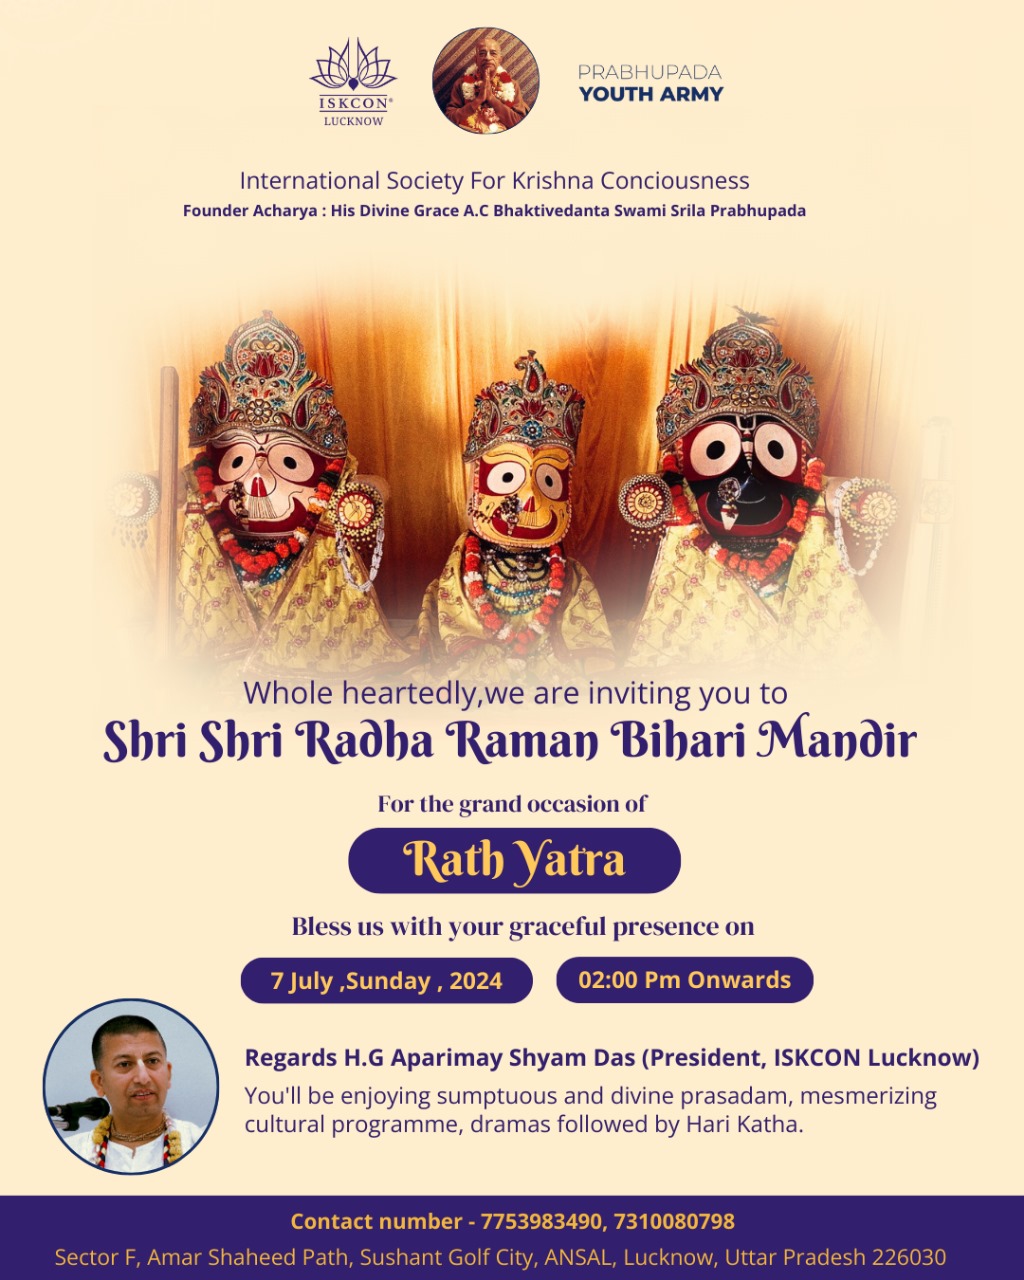 ISKCON®
LUCKNOW
PRABHUPADA
YOUTH ARMY
International Society For Krishna Conciousness
Founder Acharya : His Divine Grace A.C Bhaktivedanta Swami Srila Prabhupada
Whole heartedly,we are inviting you to
Shri Shri Radha Raman Bihari Mandir
For the grand occasion of
Rath Yatra
Bless us with your graceful presence on
7 July ,Sunday , 2024
02:00 Pm Onwards
Regards H.G Aparimay Shyam Das (President, ISKCON Lucknow)
You'll be enjoying sumptuous and divine prasadam, mesmerizing
cultural programme, dramas followed by Hari Katha.
Contact number - 7753983490, 7310080798
Sector F, Amar Shaheed Path, Sushant Golf City, ANSAL, Lucknow, Uttar Pradesh 226030